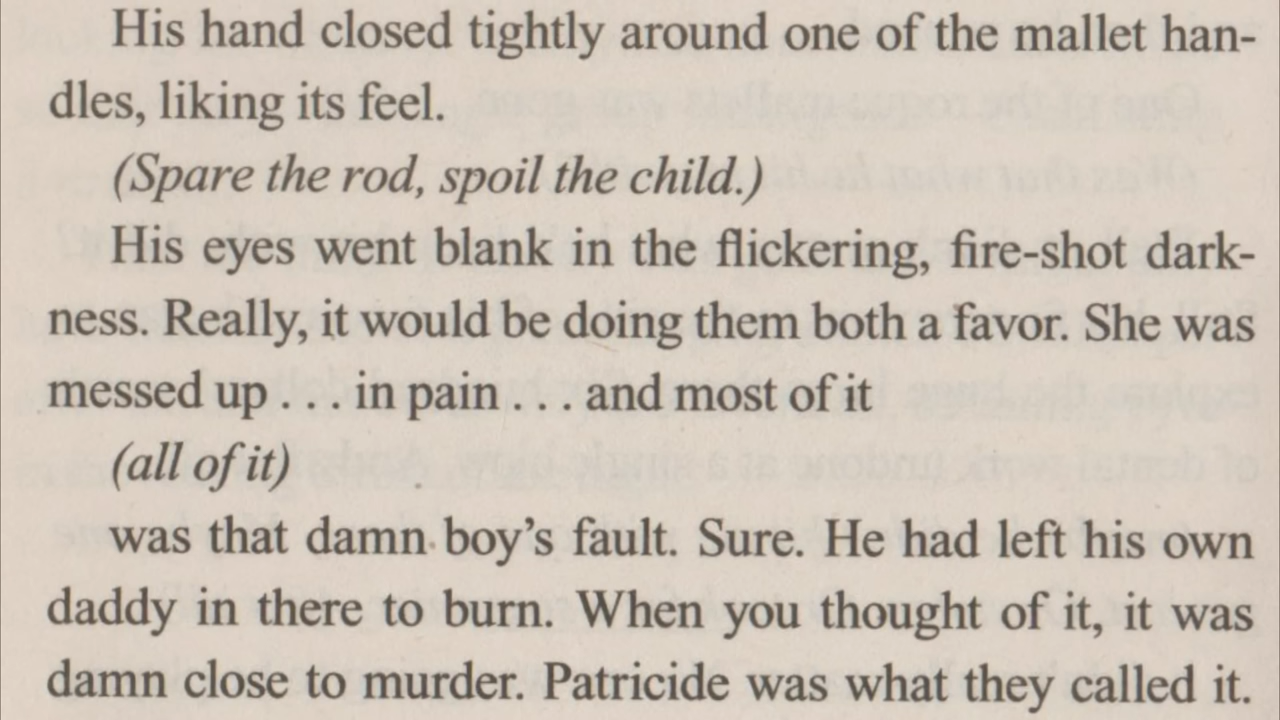 His hand closed tightly around one of the mallet han-
dles, liking its feel.
(Spare the rod, spoil the child.)
His eyes went blank in the flickering, fire-shot dark-
ness. Really, it would be doing them both a favor. She was
messed up . . . in pain . . . and most of it
(all of it)
was that damn boy’s fault. Sure. He had left his own
daddy in there to burn. When you thought of it, it was
damn close to murder. Patricide was what they called it.